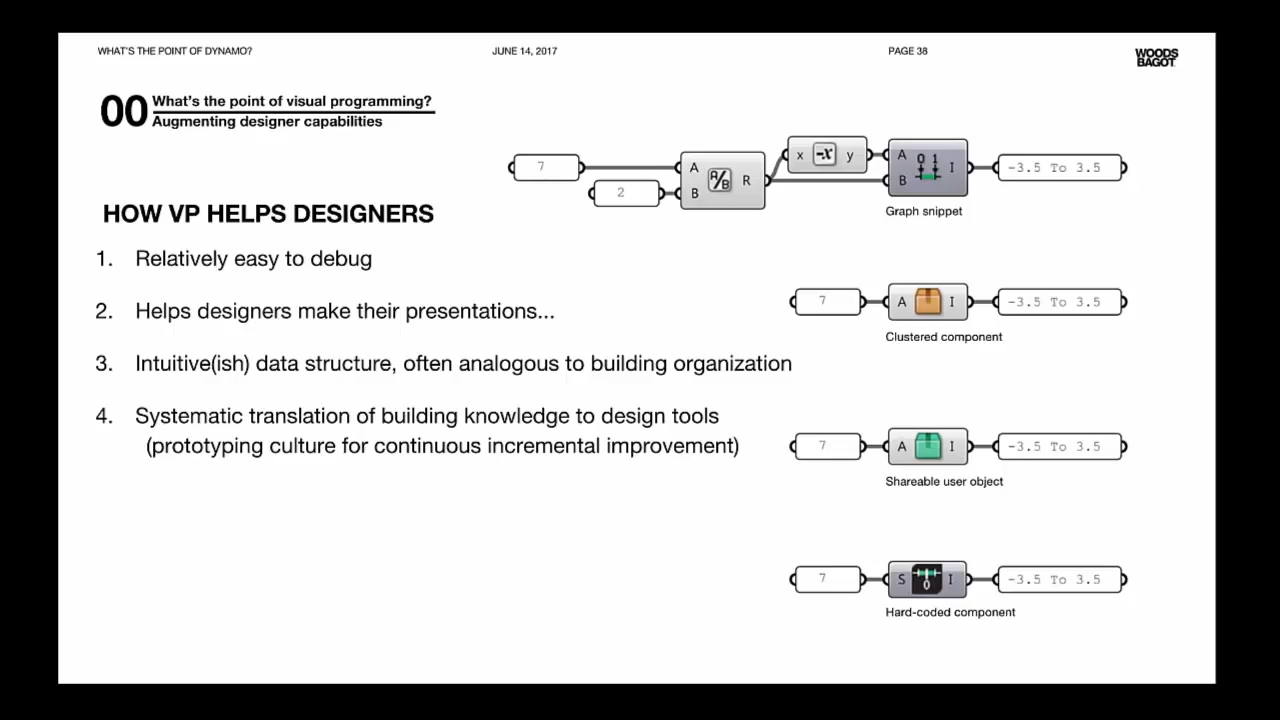 WHAT'S THE POINT OF DYNAMO?
JUNE 14, 2017
PAGE 38
WOODS
BAGOT
00
What's the point of visual programming?
Augmenting designer capabilities
7
2
A
B
A/B
R
x
-x
y
A
B
0 1
I
-3.5 To 3.5
Graph snippet
HOW VP HELPS DESIGNERS
1. Relatively easy to debug
2. Helps designers make their presentations...
3. Intuitive(ish) data structure, often analogous to building organization
4. Systematic translation of building knowledge to design tools
(prototyping culture for continuous incremental improvement)
7
A
I
-3.5 To 3.5
Clustered component
7
A
I
-3.5 To 3.5
Shareable user object
7
S
0
I
-3.5 To 3.5
Hard-coded component